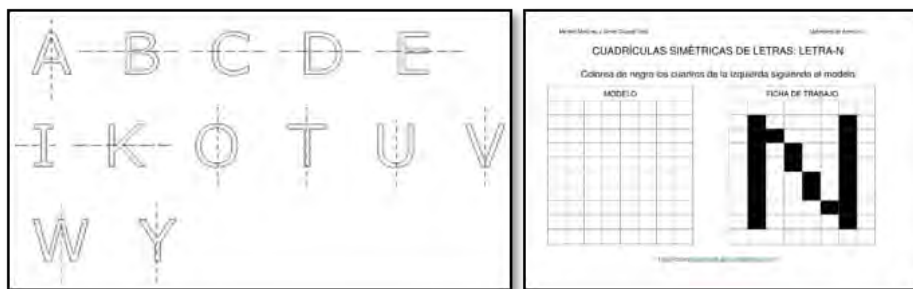 A B C D E
I K O T U V
W Y
CUADRÍCULAS SIMÉTRICAS DE LETRAS: LETRA-N
Colorea de negro los cuadros de la izquierda siguiendo el modelo
MODELO
FICHA DE TRABAJO
N